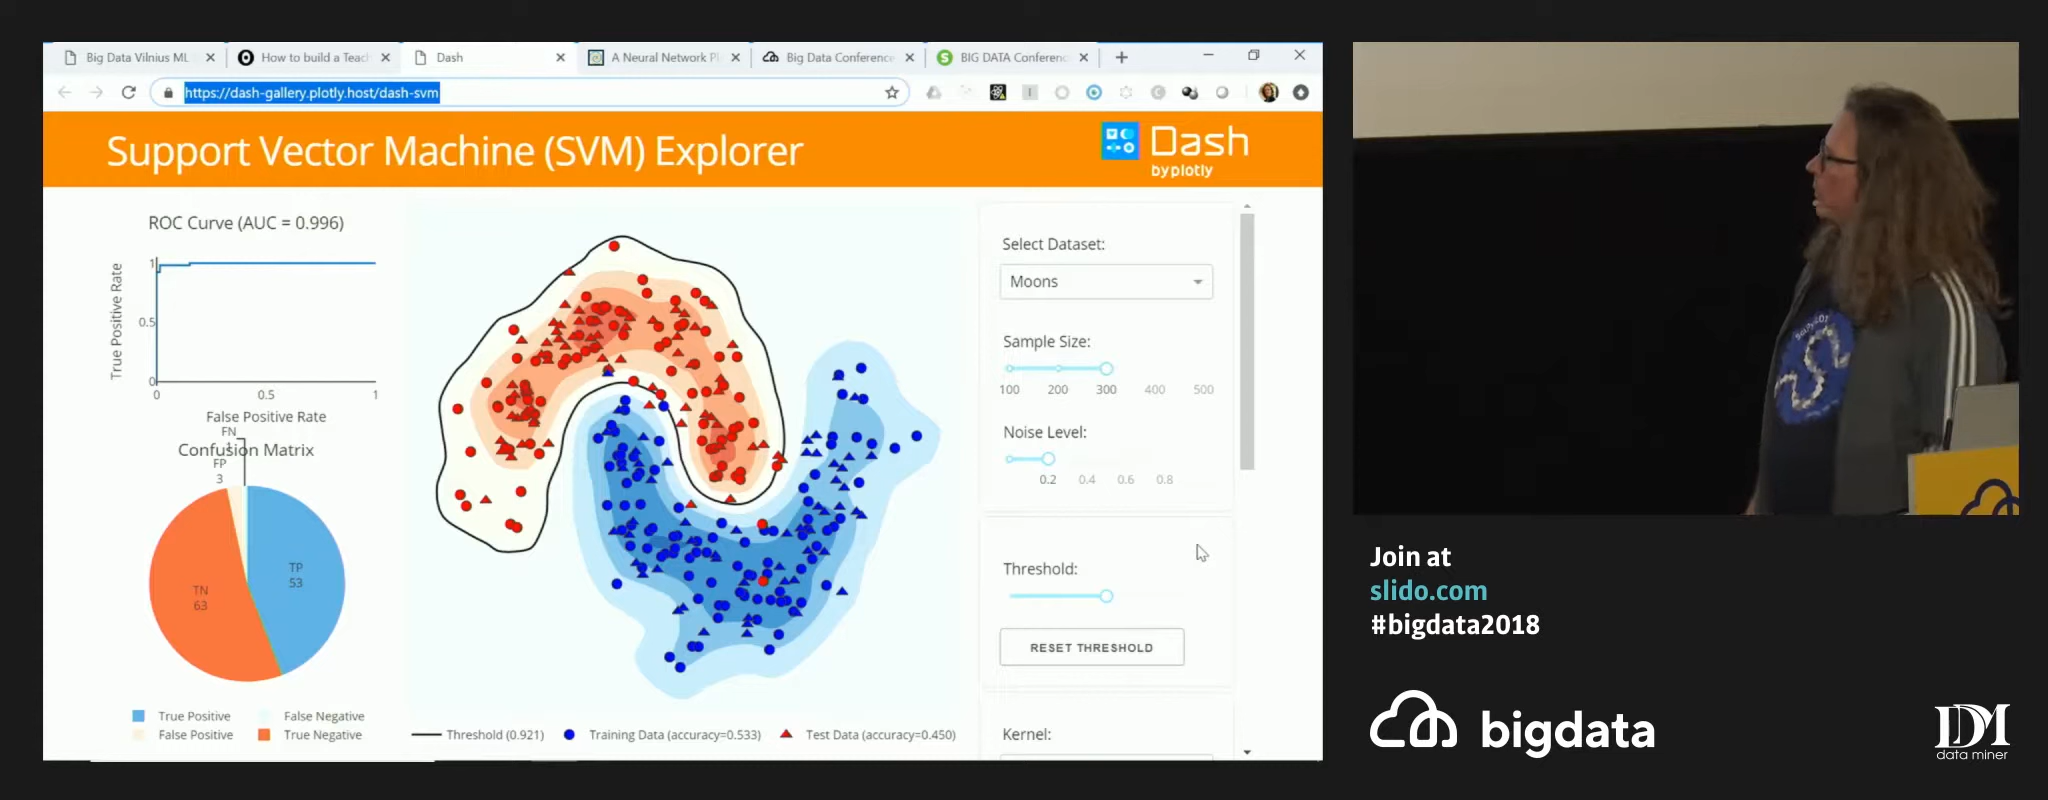 Big Data Vilnius ML
How to build a Teac
Dash
A Neural Network Pl
Big Data Conference
BIG DATA Conferenc
https://dash-gallery.plotly.host/dash-svm
Support Vector Machine (SVM) Explorer
Dash
by plotly
ROC Curve (AUC = 0.996)
True Positive Rate
1
0.5
0
0
0.5
1
False Positive Rate
Confusion Matrix
FN
1
FP
3
TN
63
TP
53
True Positive
False Negative
False Positive
True Negative
Threshold (0.921)
Training Data (accuracy=0.533)
Test Data (accuracy=0.450)
Select Dataset:
Moons
Sample Size:
100 200 300 400 500
Noise Level:
0.2 0.4 0.6 0.8
Threshold:
RESET THRESHOLD
Kernel:
Join at
slido.com
#bigdata2018
bigdata
DM
data miner